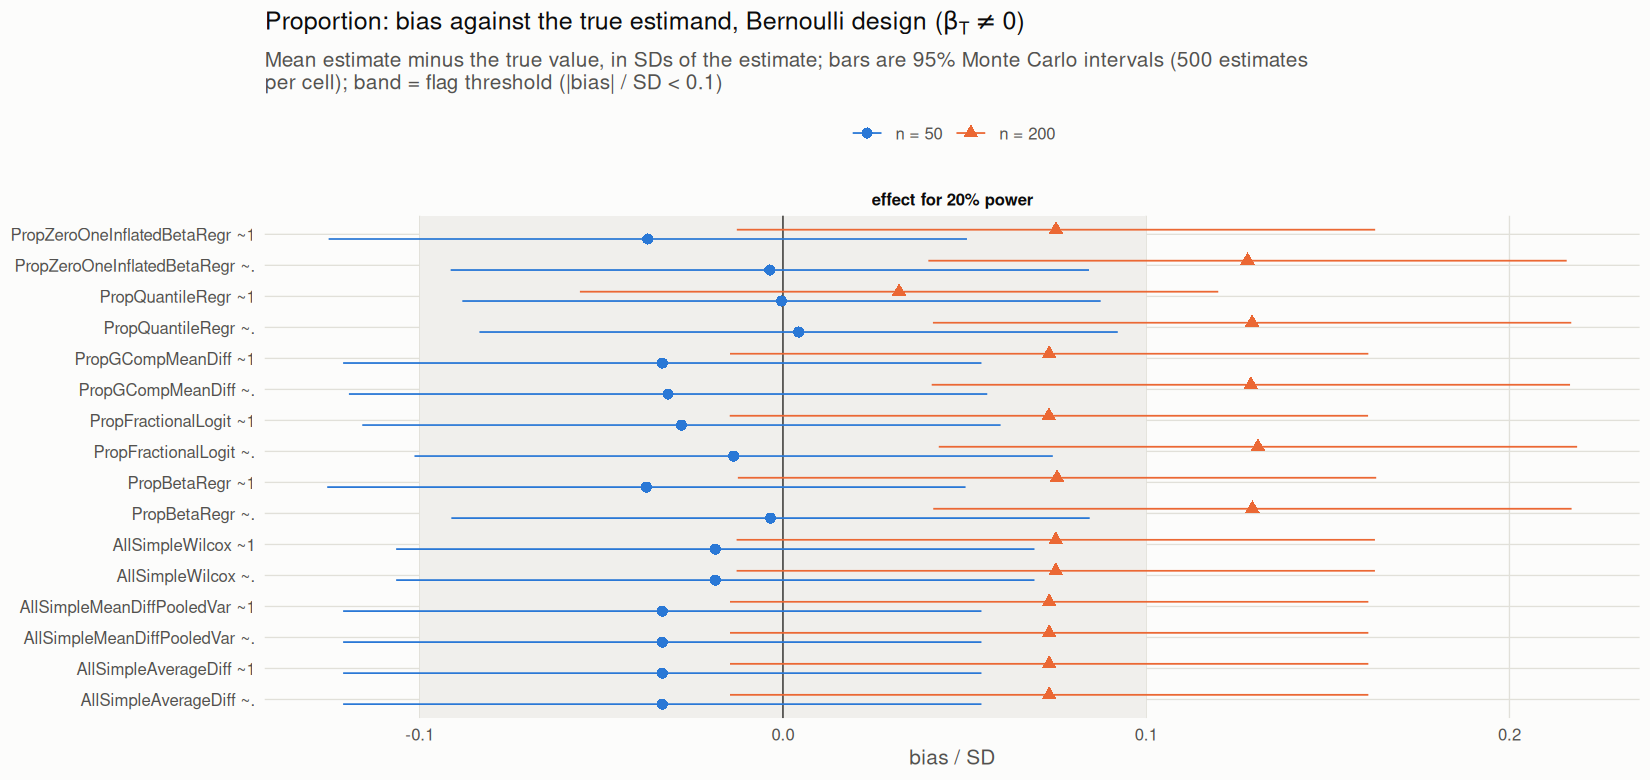 Proportion: bias against the true estimand, Bernoulli design (βT ≠ 0)
Mean estimate minus the true value, in SDs of the estimate; bars are 95% Monte Carlo intervals (500 estimates
per cell); band = flag threshold (|bias| / SD < 0.1)
n = 50 n = 200
effect for 20% power
PropZeroOneInflatedBetaRegr ~1
PropZeroOneInflatedBetaRegr ~.
PropQuantileRegr ~1
PropQuantileRegr ~.
PropGCompMeanDiff ~1
PropGCompMeanDiff ~.
PropFractionalLogit ~1
PropFractionalLogit ~.
PropBetaRegr ~1
PropBetaRegr ~.
AllSimpleWilcox ~1
AllSimpleWilcox ~.
AllSimpleMeanDiffPooledVar ~1
AllSimpleMeanDiffPooledVar ~.
AllSimpleAverageDiff ~1
AllSimpleAverageDiff ~.
-0.1 0.0 0.1 0.2
bias / SD